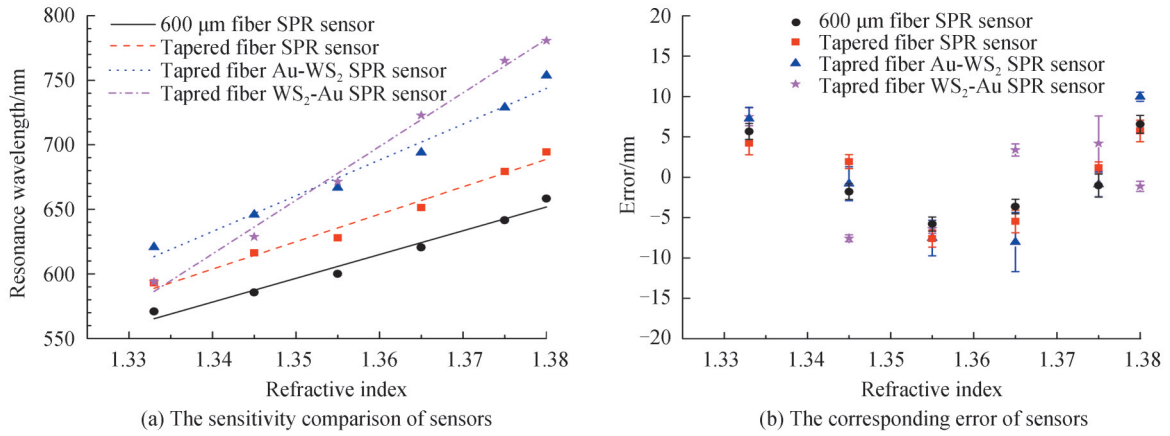 800
750
700
650
600
550
Resonance wavelength/nm
600 μm fiber SPR sensor
Tapered fiber SPR sensor
Tapred fiber Au-WS₂ SPR sensor
Tapred fiber WS₂-Au SPR sensor
1.33 1.34 1.35 1.36 1.37 1.38
Refractive index
(a) The sensitivity comparison of sensors
20
15
10
5
0
−5
−10
−15
−20
Error/nm
600 μm fiber SPR sensor
Tapered fiber SPR sensor
Tapred fiber Au-WS₂ SPR sensor
Tapred fiber WS₂-Au SPR sensor
1.33 1.34 1.35 1.36 1.37 1.38
Refractive index
(b) The corresponding error of sensors